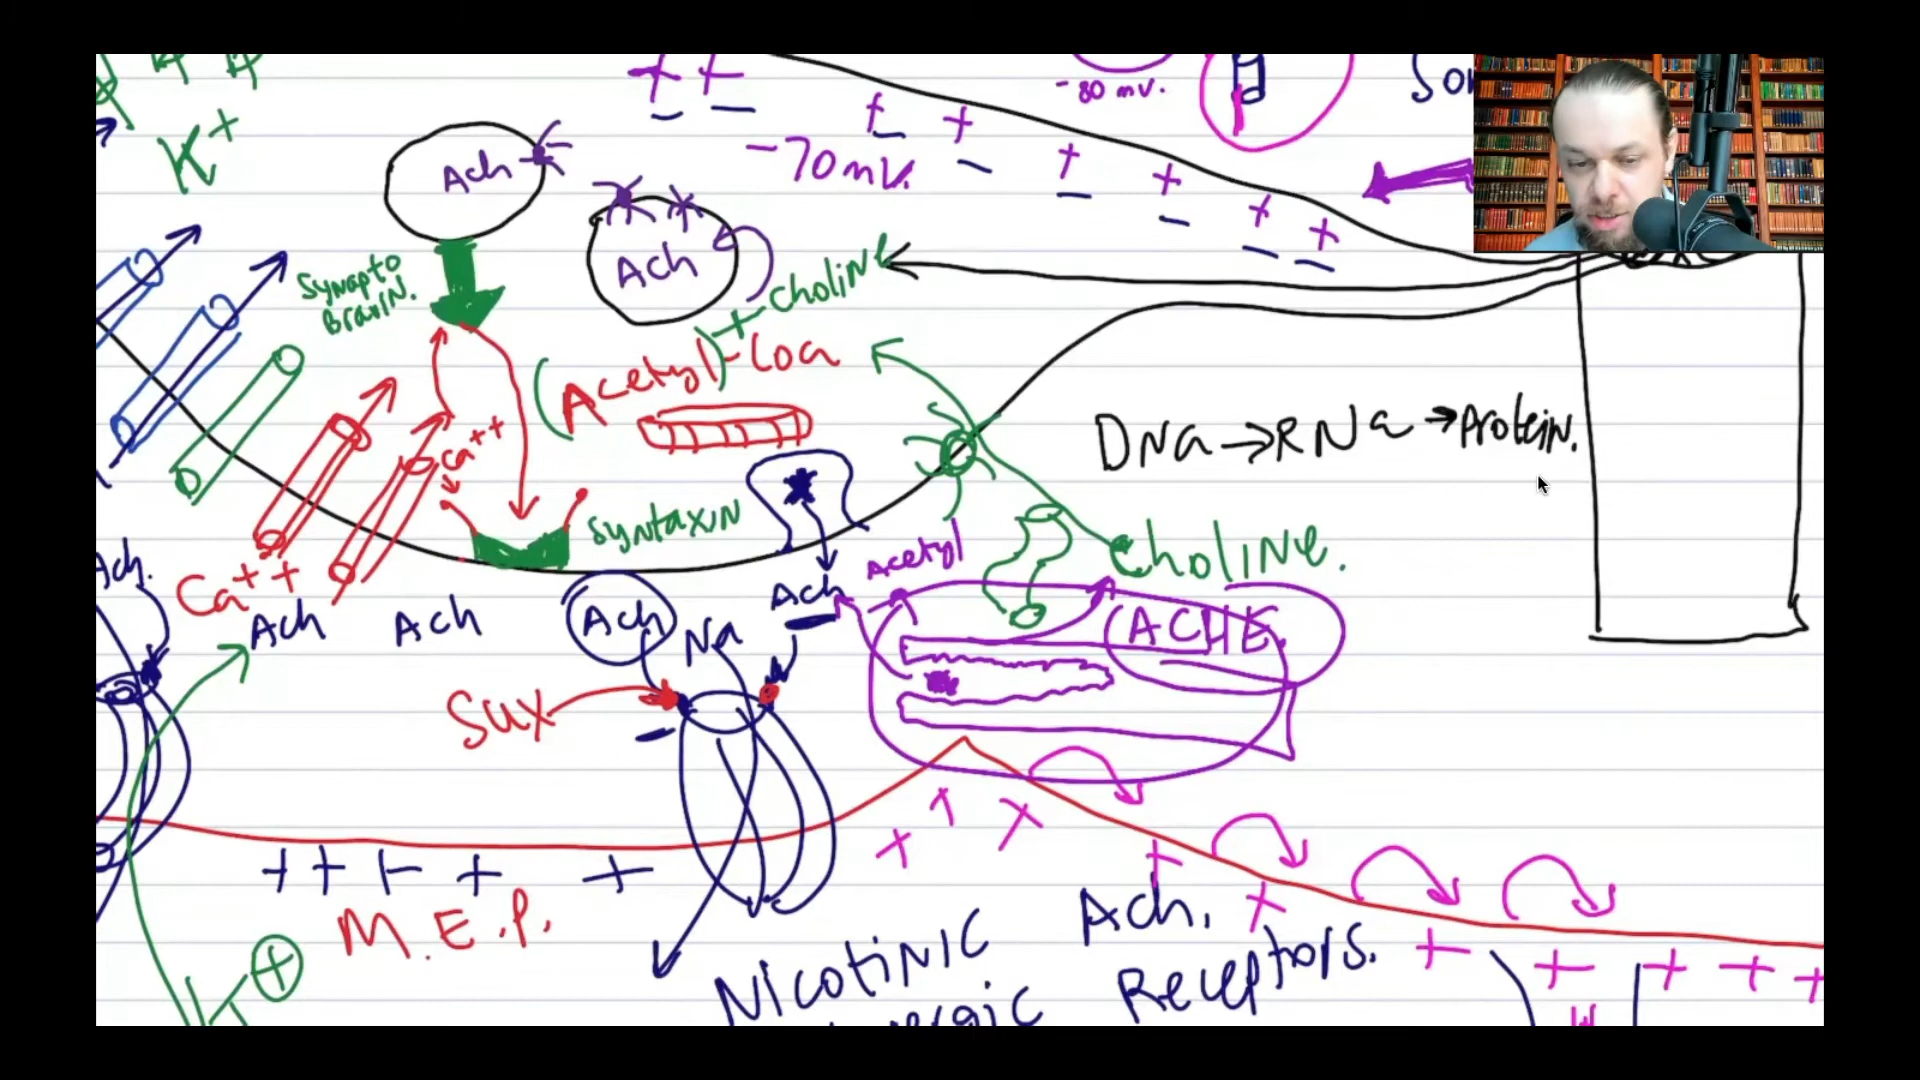 K+
-80 mv.
-70mV.
Ach
Ach
Synapto
Brevin.
+ choline
(Acetyl)-CoA
Ca++
DNA → RNA → Protein.
Syntaxin
Ach.
Ca++
Ach
Ach
Ach
Na
Ach
Acetyl
Choline.
ACHE
Sux
M.E.P.
K+
Nicotinic Ach.
Receptors.